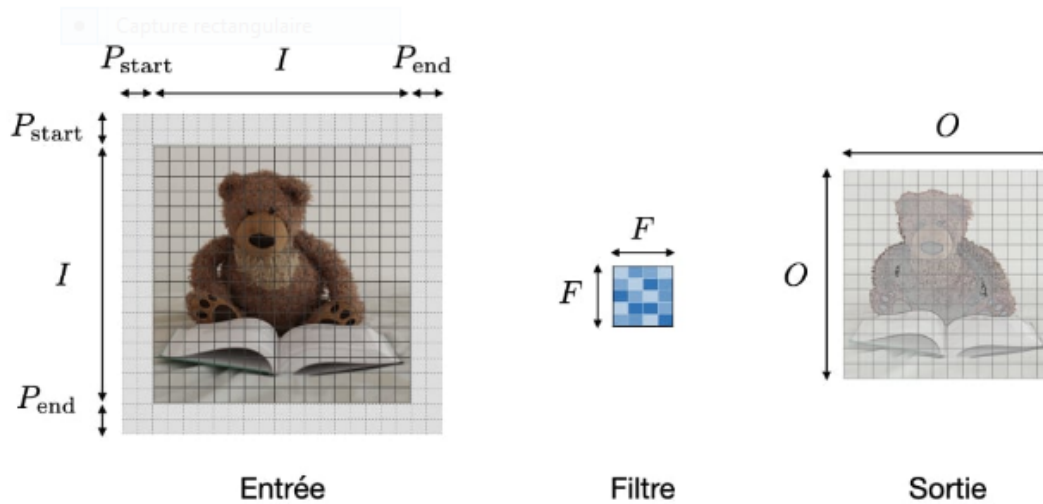 Capture rectangulaire
P_start I P_end
P_start
O
I
F
F
O
P_end
Entrée Filtre Sortie